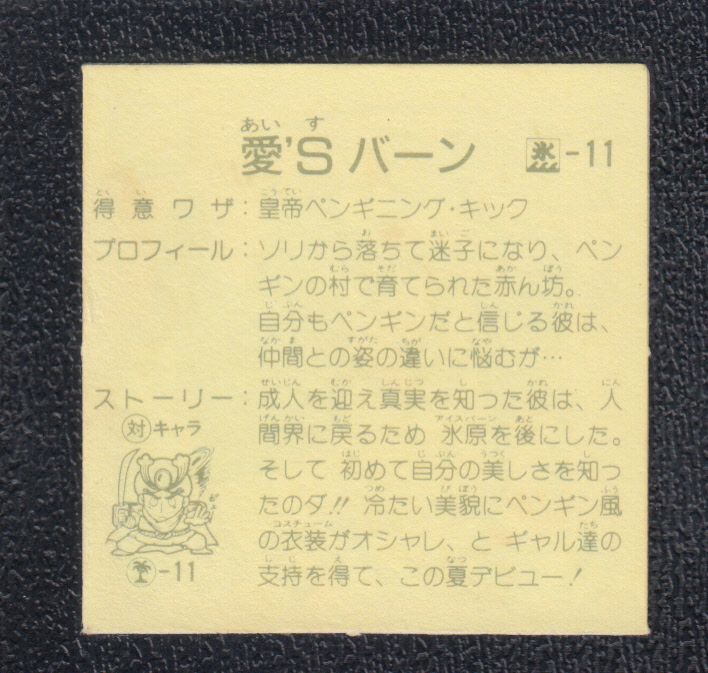 愛'Sバーン 氷-11
得意ワザ:皇帝ペンギニング・キック
プロフィール:ソリから落ちて迷子になり、ペン
ギンの村で育てられた赤ん坊。
自分もペンギンだと信じる彼は、
仲間との姿の違いに悩むが…
ストーリー:成人を迎え真実を知った彼は、人
間界に戻るため 氷原を後にした。
そして 初めて自分の美しさを知っ
たのダ!! 冷たい美貌にペンギン風
の衣装がオシャレ、と ギャル達の
支持を得て、この夏デビュー!
対キャラ
-11